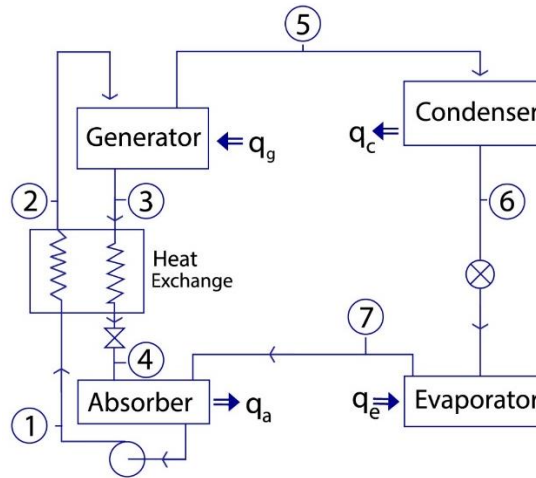 5
Generator
q_g
Condenser
q_c
2
3
6
Heat
Exchange
7
4
1
Absorber
q_a
q_e
Evaporator